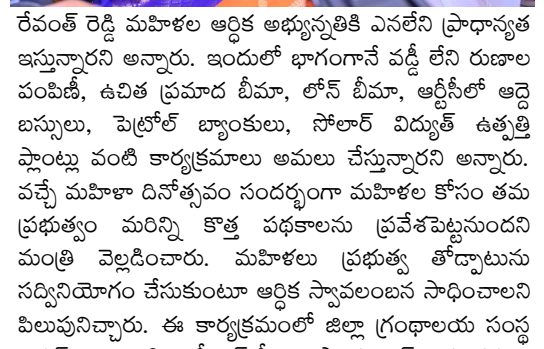 రేవంత్ రెడ్డి మహిళల ఆర్థిక అభ్యున్నతికి ఎనలేని ప్రాధాన్యత
ఇస్తున్నారని అన్నారు. ఇందులో భాగంగానే వడ్డీ లేని రుణాల
పంపిణీ, ఉచిత ప్రమాద బీమా, లోన్ బీమా, ఆర్టీసీలో అద్దె
బస్సులు, పెట్రోల్ బ్యాంకులు, సోలార్ విద్యుత్ ఉత్పత్తి
ప్లాంట్లు వంటి కార్యక్రమాలు అమలు చేస్తున్నారని అన్నారు.
వచ్చే మహిళా దినోత్సవం సందర్భంగా మహిళల కోసం తమ
ప్రభుత్వం మరిన్ని కొత్త పథకాలను ప్రవేశపెట్టనుందని
మంత్రి వెల్లడించారు. మహిళలు ప్రభుత్వ తోడ్పాటును
సద్వినియోగం చేసుకుంటూ ఆర్థిక స్వావలంబన సాధించాలని
పిలుపునిచ్చారు. ఈ కార్యక్రమంలో జిల్లా గ్రంథాలయ సంస్థ